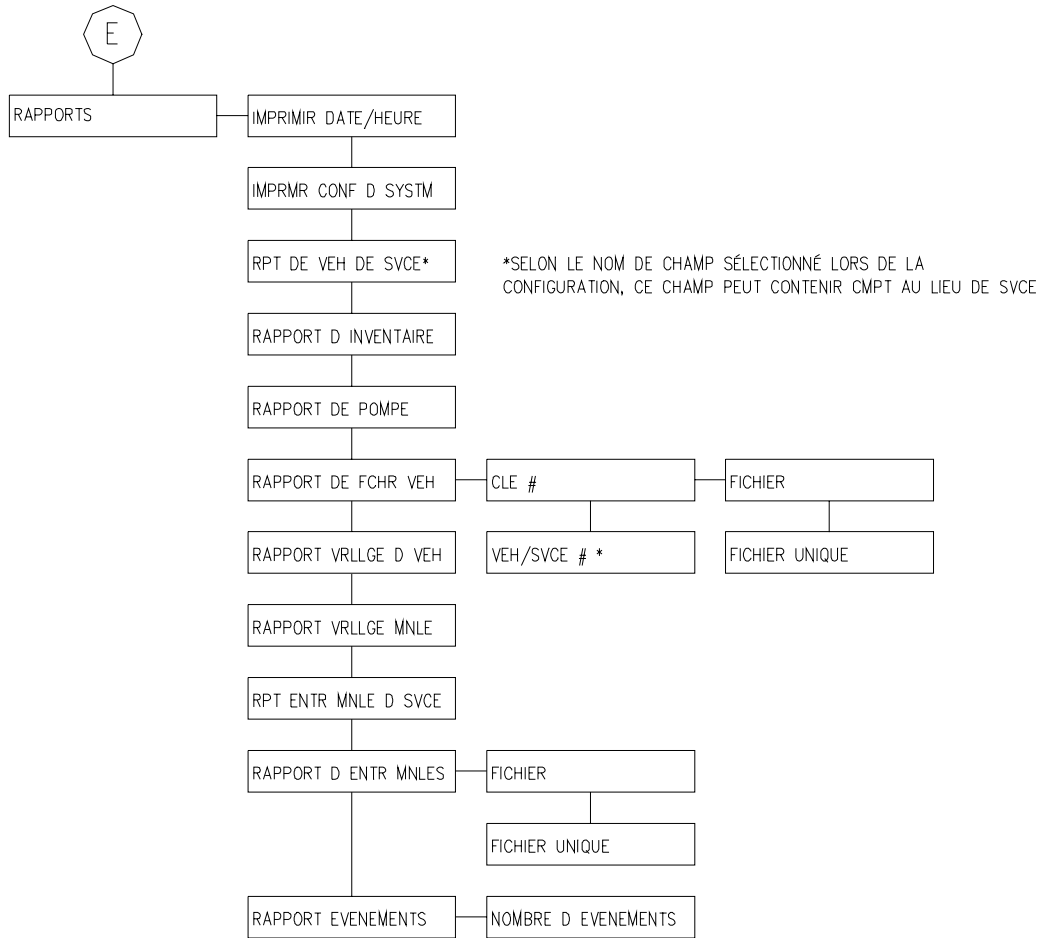 E
RAPPORTS
IMPRIMIR DATE/HEURE
IMPRMR CONF D SYSTM
RPT DE VEH DE SVCE*
*SELON LE NOM DE CHAMP SÉLECTIONNÉ LORS DE LA
CONFIGURATION, CE CHAMP PEUT CONTENIR CMPT AU LIEU DE SVCE
RAPPORT D INVENTAIRE
RAPPORT DE POMPE
RAPPORT DE FCHR VEH
CLE #
FICHIER
RAPPORT VRLLGE D VEH
VEH/SVCE # *
FICHIER UNIQUE
RAPPORT VRLLGE MNLE
RPT ENTR MNLE D SVCE
RAPPORT D ENTR MNLES
FICHIER
FICHIER UNIQUE
RAPPORT EVENEMENTS
NOMBRE D EVENEMENTS